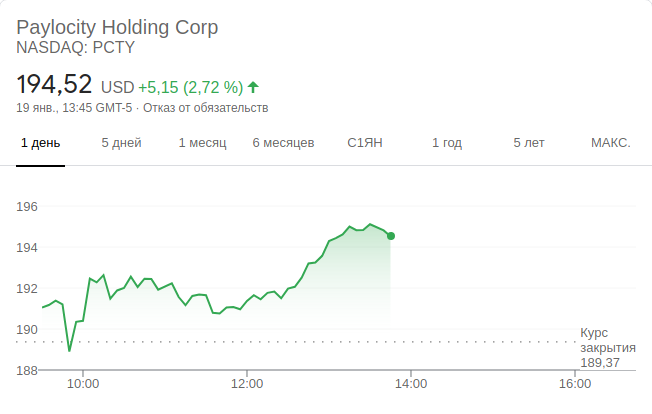 Paylocity Holding Corp
NASDAQ: PCTY
194,52 USD +5,15 (2,72 %)
19 янв., 13:45 GMT-5 · Отказ от обязательств
1 день 5 дней 1 месяц 6 месяцев С1ЯН 1 год 5 лет МАКС.
196
194
192
190
Курс
закрытия
189,37
188
10:00 12:00 14:00 16:00